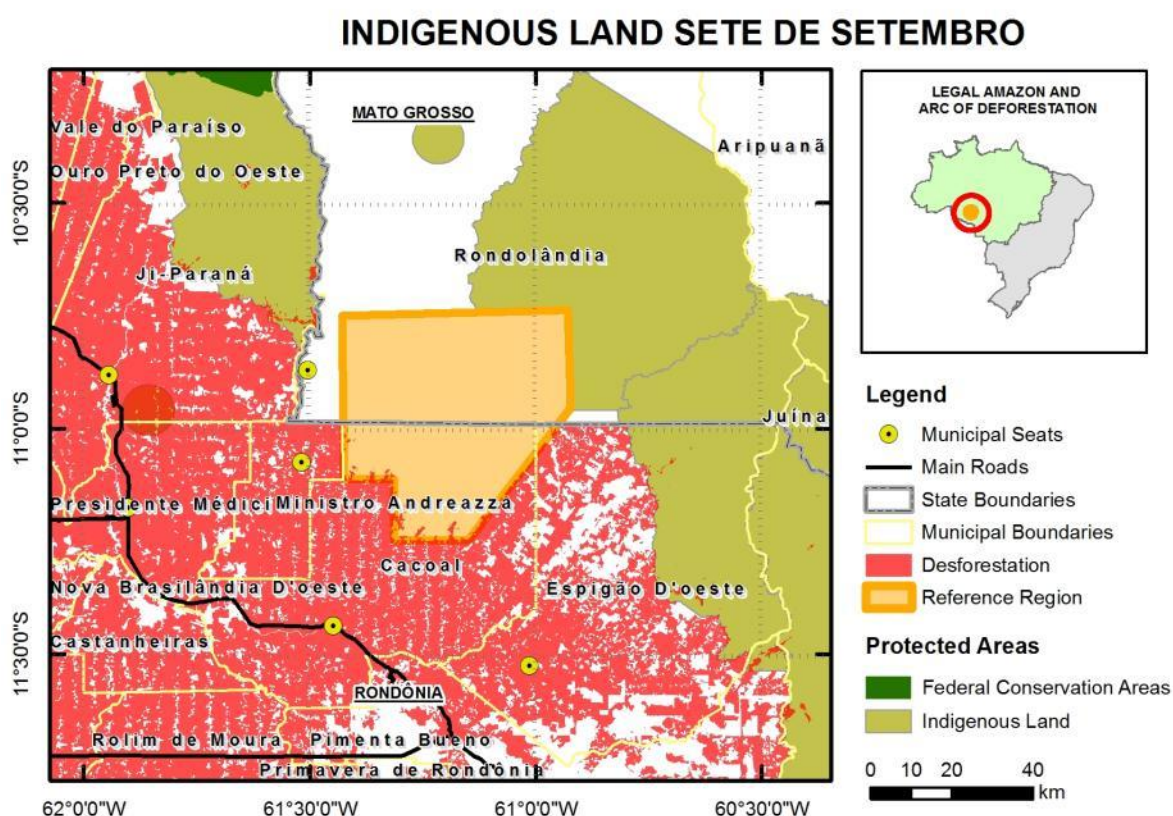 INDIGENOUS LAND SETE DE SETEMBRO
MATO GROSSO
Vale do Paraíso
Aripuanã
Ouro Preto do Oeste
Rondolândia
Ji-Paraná
Juína
Presidente Médici
Ministro Andreazza
Cacoal
Nova Brasilândia D'oeste
Espigão D'oeste
Castanheiras
RONDÔNIA
Rolim de Moura
Pimenta Bueno
Primavera de Rondônia
10°30'0"S
11°0'0"S
11°30'0"S
62°0'0"W
61°30'0"W
61°0'0"W
60°30'0"W
LEGAL AMAZON AND
ARC OF DEFORESTATION
Legend
Municipal Seats
Main Roads
State Boundaries
Municipal Boundaries
Desforestation
Reference Region
Protected Areas
Federal Conservation Areas
Indigenous Land
0 10 20 40
km